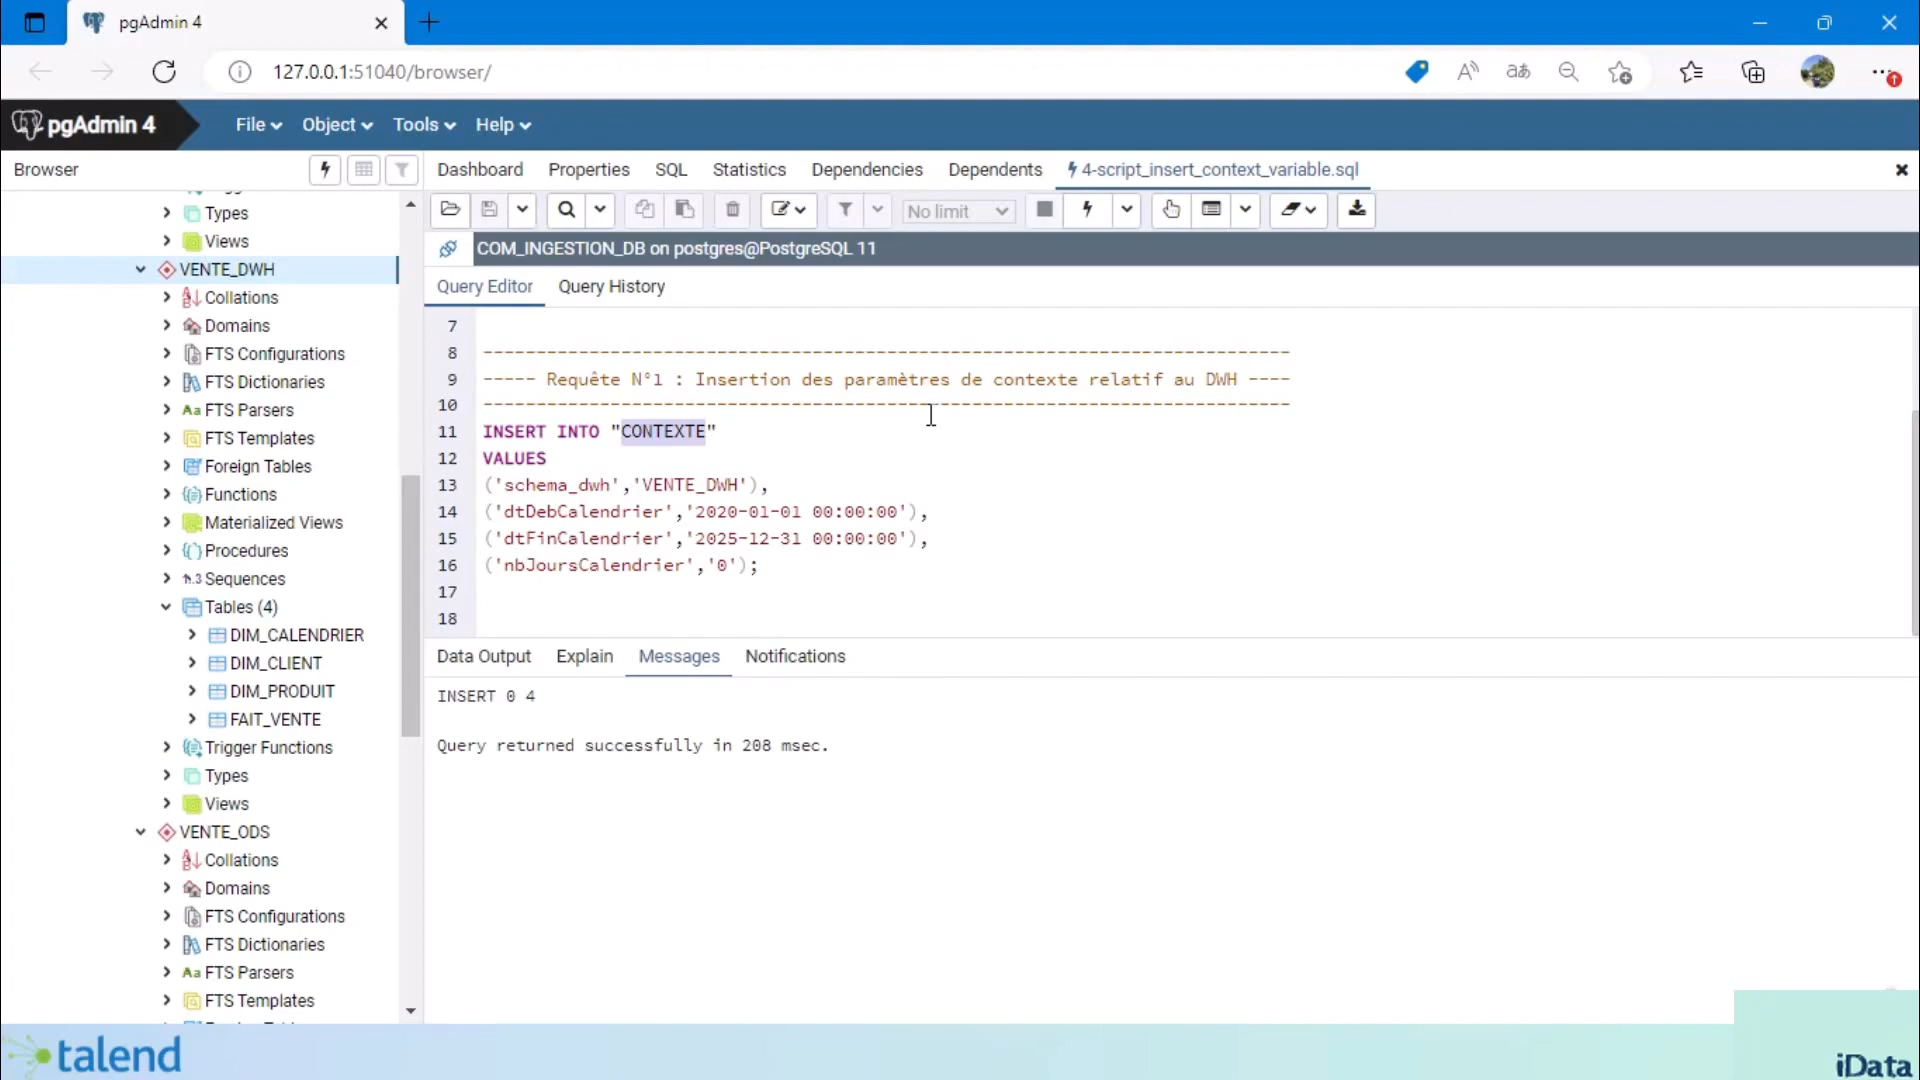 pgAdmin 4
127.0.0.1:51040/browser/
pgAdmin 4
File Object Tools Help
Browser
Dashboard Properties SQL Statistics Dependencies Dependents 4-script_insert_context_variable.sql
No limit
COM_INGESTION_DB on postgres@PostgreSQL 11
Query Editor Query History
Types
Views
VENTE_DWH
Collations
Domains
FTS Configurations
FTS Dictionaries
FTS Parsers
FTS Templates
Foreign Tables
Functions
Materialized Views
Procedures
Sequences
Tables (4)
DIM_CALENDRIER
DIM_CLIENT
DIM_PRODUIT
FAIT_VENTE
Trigger Functions
Types
Views
VENTE_ODS
Collations
Domains
FTS Configurations
FTS Dictionaries
FTS Parsers
FTS Templates
7
8 ----------------------------------------------------------------------------
9 ----- Requête N°1 : Insertion des paramètres de contexte relatif au DWH ----
10 ----------------------------------------------------------------------------
11 INSERT INTO "CONTEXTE"
12 VALUES
13 ('schema_dwh','VENTE_DWH'),
14 ('dtDebCalendrier','2020-01-01 00:00:00'),
15 ('dtFinCalendrier','2025-12-31 00:00:00'),
16 ('nbJoursCalendrier','0');
17
18
Data Output Explain Messages Notifications
INSERT 0 4
Query returned successfully in 208 msec.
talend
iData